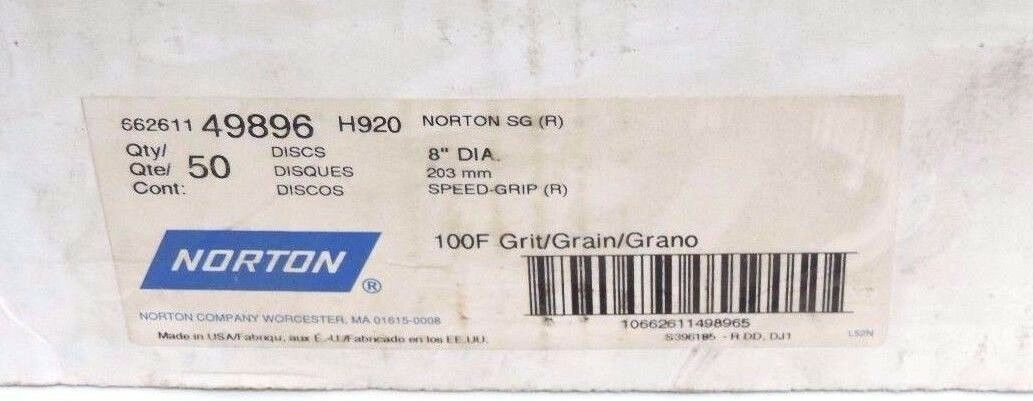 662611 49896 H920 NORTON SG (R)
Qty/ Qte/ Cont: 50 DISCS DISQUES DISCOS
8" DIA.
203 mm
SPEED-GRIP (R)
100F Grit/Grain/Grano
NORTON ®
NORTON COMPANY WORCESTER, MA 01615-0008
10662611498965
Made in USA/Fabriqu, aux E.-U./Fabricado en los EE.UU.
S396185 - R DD, DJ1
LS2N